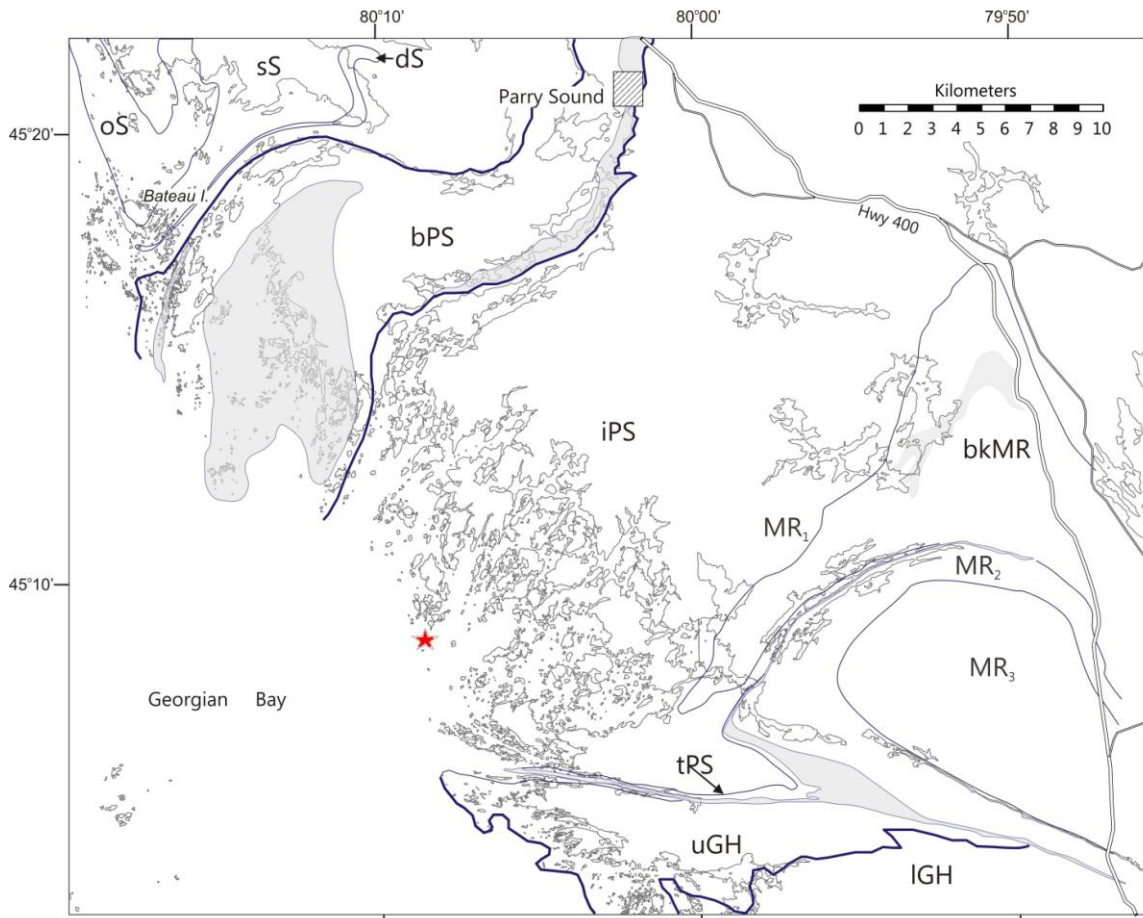 80°10'
80°00'
79°50'
sS
dS
Parry Sound
Kilometers
0 1 2 3 4 5 6 7 8 9 10
oS
45°20'
Bateau I.
Hwy 400
bPS
iPS
bkMR
MR₁
MR₂
45°10'
MR₃
Georgian Bay
tPS
uGH
lGH